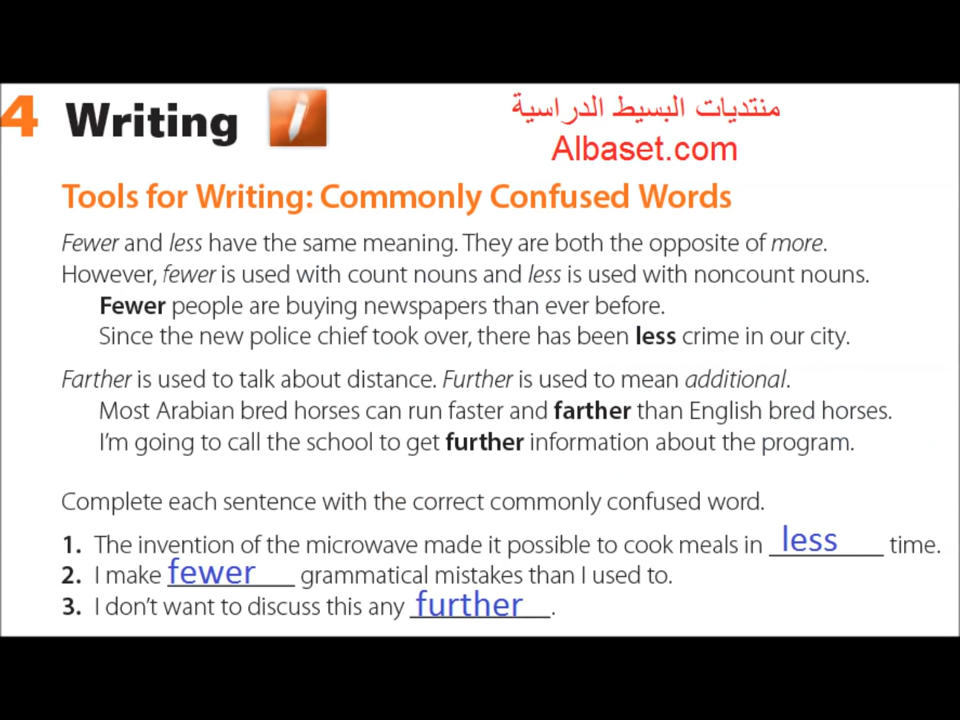 4 Writing
منتديات البسيط الدراسية
Albaset.com
Tools for Writing: Commonly Confused Words
Fewer and less have the same meaning. They are both the opposite of more.
However, fewer is used with count nouns and less is used with noncount nouns.
Fewer people are buying newspapers than ever before.
Since the new police chief took over, there has been less crime in our city.
Farther is used to talk about distance. Further is used to mean additional.
Most Arabian bred horses can run faster and farther than English bred horses.
I'm going to call the school to get further information about the program.
Complete each sentence with the correct commonly confused word.
1. The invention of the microwave made it possible to cook meals in less time.
2. I make fewer grammatical mistakes than I used to.
3. I don't want to discuss this any further.